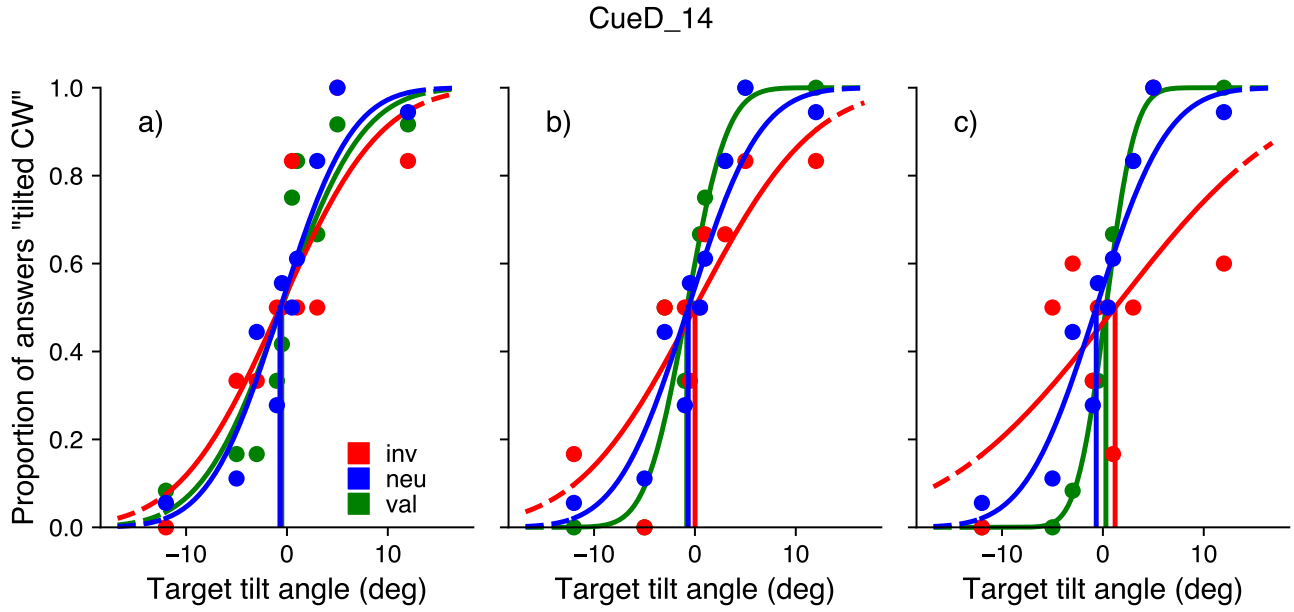 CueD_14
Proportion of answers "tilted CW"
1.0
0.8
0.6
0.4
0.2
0.0
a)
b)
c)
inv
neu
val
−10 0 10
−10 0 10
−10 0 10
Target tilt angle (deg)
Target tilt angle (deg)
Target tilt angle (deg)